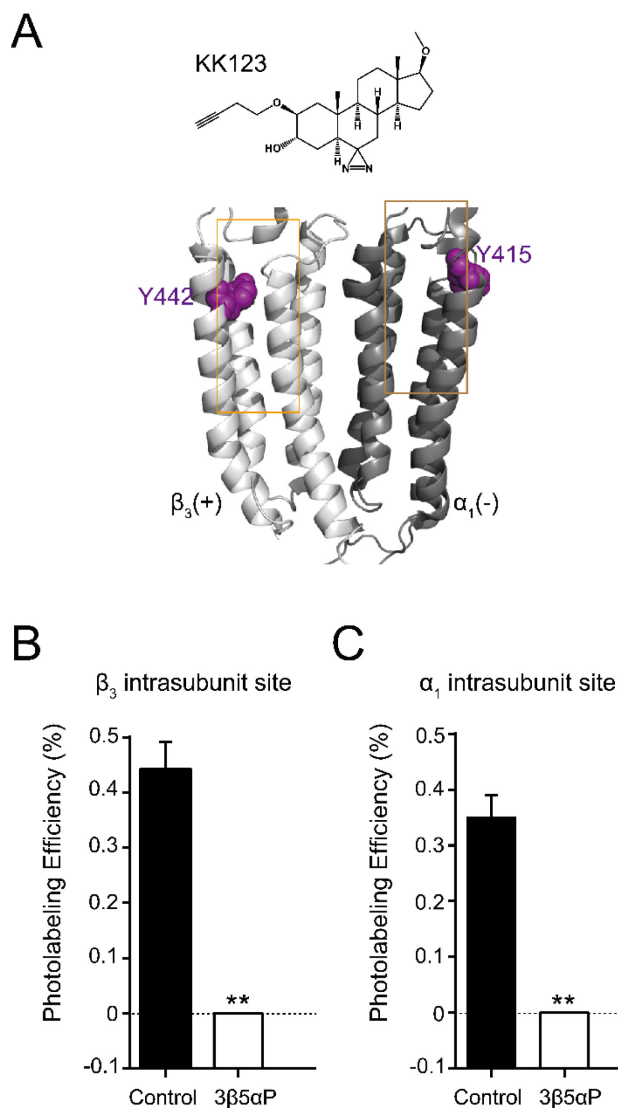 A
KK123
O
O
HO
H
H
H
H
N=N
Y442
Y415
β3(+)
α1(-)
B
C
β3 intrasubunit site
α1 intrasubunit site
Photolabeling Efficiency (%)
0.5
0.4
0.3
0.2
0.1
0
-0.1
**
Control
3β5αP
Photolabeling Efficiency (%)
0.5
0.4
0.3
0.2
0.1
0
-0.1
**
Control
3β5αP